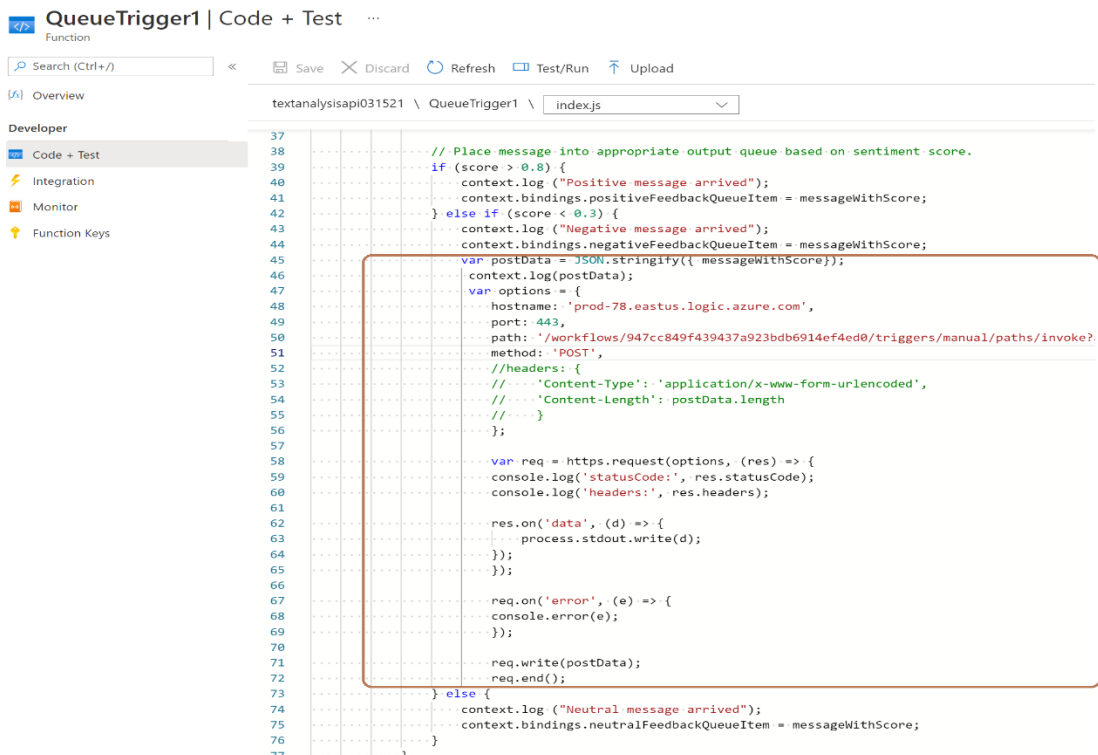 QueueTrigger1 | Code + Test ...
Function
Search (Ctrl+/)
«
Save Discard Refresh Test/Run Upload
Overview
Developer
Code + Test
Integration
Monitor
Function Keys
textanalysisapi031521 \ QueueTrigger1 \ index.js
37
38 // Place message into appropriate output queue based on sentiment score.
39 if (score > 0.8) {
40 context.log ("Positive message arrived");
41 context.bindings.positiveFeedbackQueueItem = messageWithScore;
42 } else if (score < 0.3) {
43 context.log ("Negative message arrived");
44 context.bindings.negativeFeedbackQueueItem = messageWithScore;
45 var postData = JSON.stringify({ messageWithScore});
46 context.log(postData);
47 var options = {
48 hostname: 'prod-78.eastus.logic.azure.com',
49 port: 443,
50 path: '/workflows/947cc849f439437a923bdb6914ef4ed0/triggers/manual/paths/invoke?
51 method: 'POST',
52 //headers: {
53 // 'Content-Type': 'application/x-www-form-urlencoded',
54 // 'Content-Length': postData.length
55 // }
56 };
57
58 var req = https.request(options, (res) => {
59 console.log('statusCode:', res.statusCode);
60 console.log('headers:', res.headers);
61
62 res.on('data', (d) => {
63 process.stdout.write(d);
64 });
65 });
66
67 req.on('error', (e) => {
68 console.error(e);
69 });
70
71 req.write(postData);
72 req.end();
73 } else {
74 context.log ("Neutral message arrived");
75 context.bindings.neutralFeedbackQueueItem = messageWithScore;
76 }
77 }